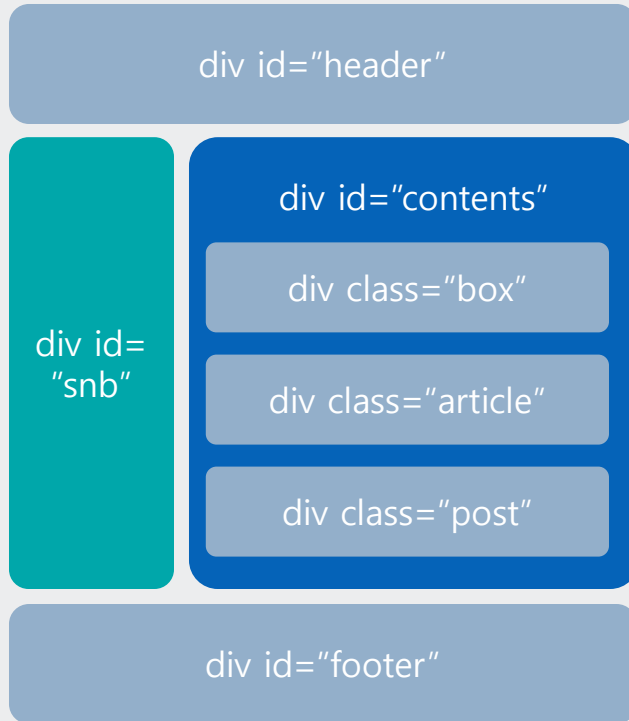 div id="header"
div id="contents"
div class="box"
div id=
"snb"
div class="article"
div class="post"
div id="footer"